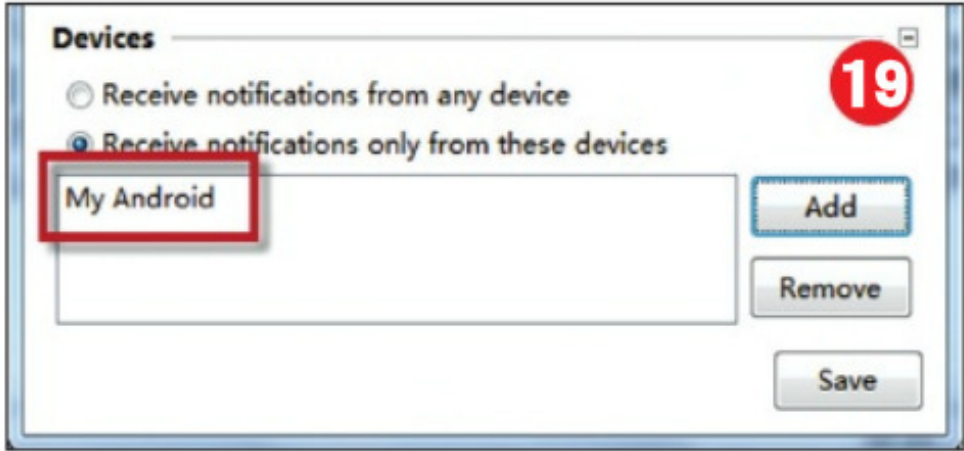 Devices
19
Receive notifications from any device
Receive notifications only from these devices
My Android
Add
Remove
Save